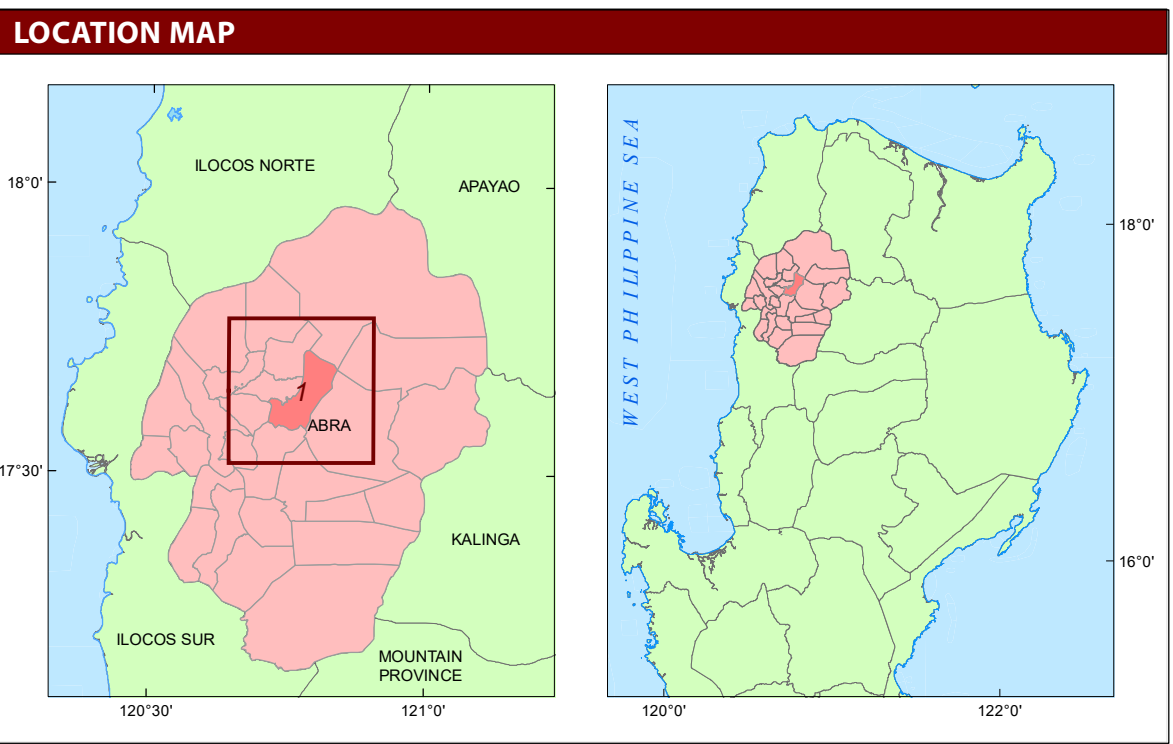 LOCATION MAP
ILOCOS NORTE
APAYAO
18°0'
1
ABRA
17°30'
KALINGA
ILOCOS SUR
MOUNTAIN
PROVINCE
120°30'
121°0'
WEST PHILIPPINE SEA
18°0'
16°0'
120°0'
122°0'